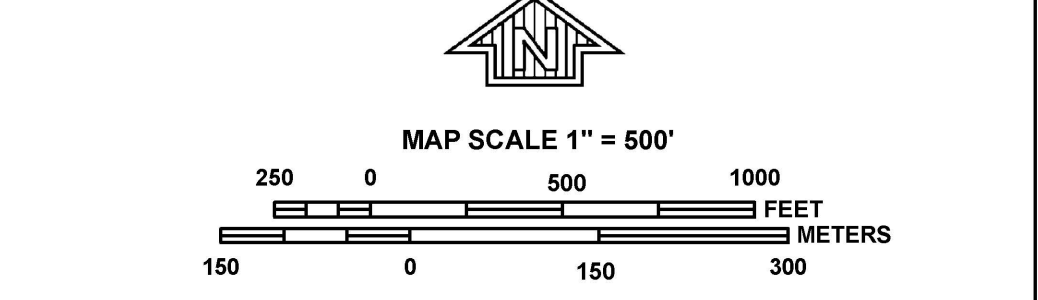 N
MAP SCALE 1" = 500'
250 0 500 1000
FEET
METERS
150 0 150 300